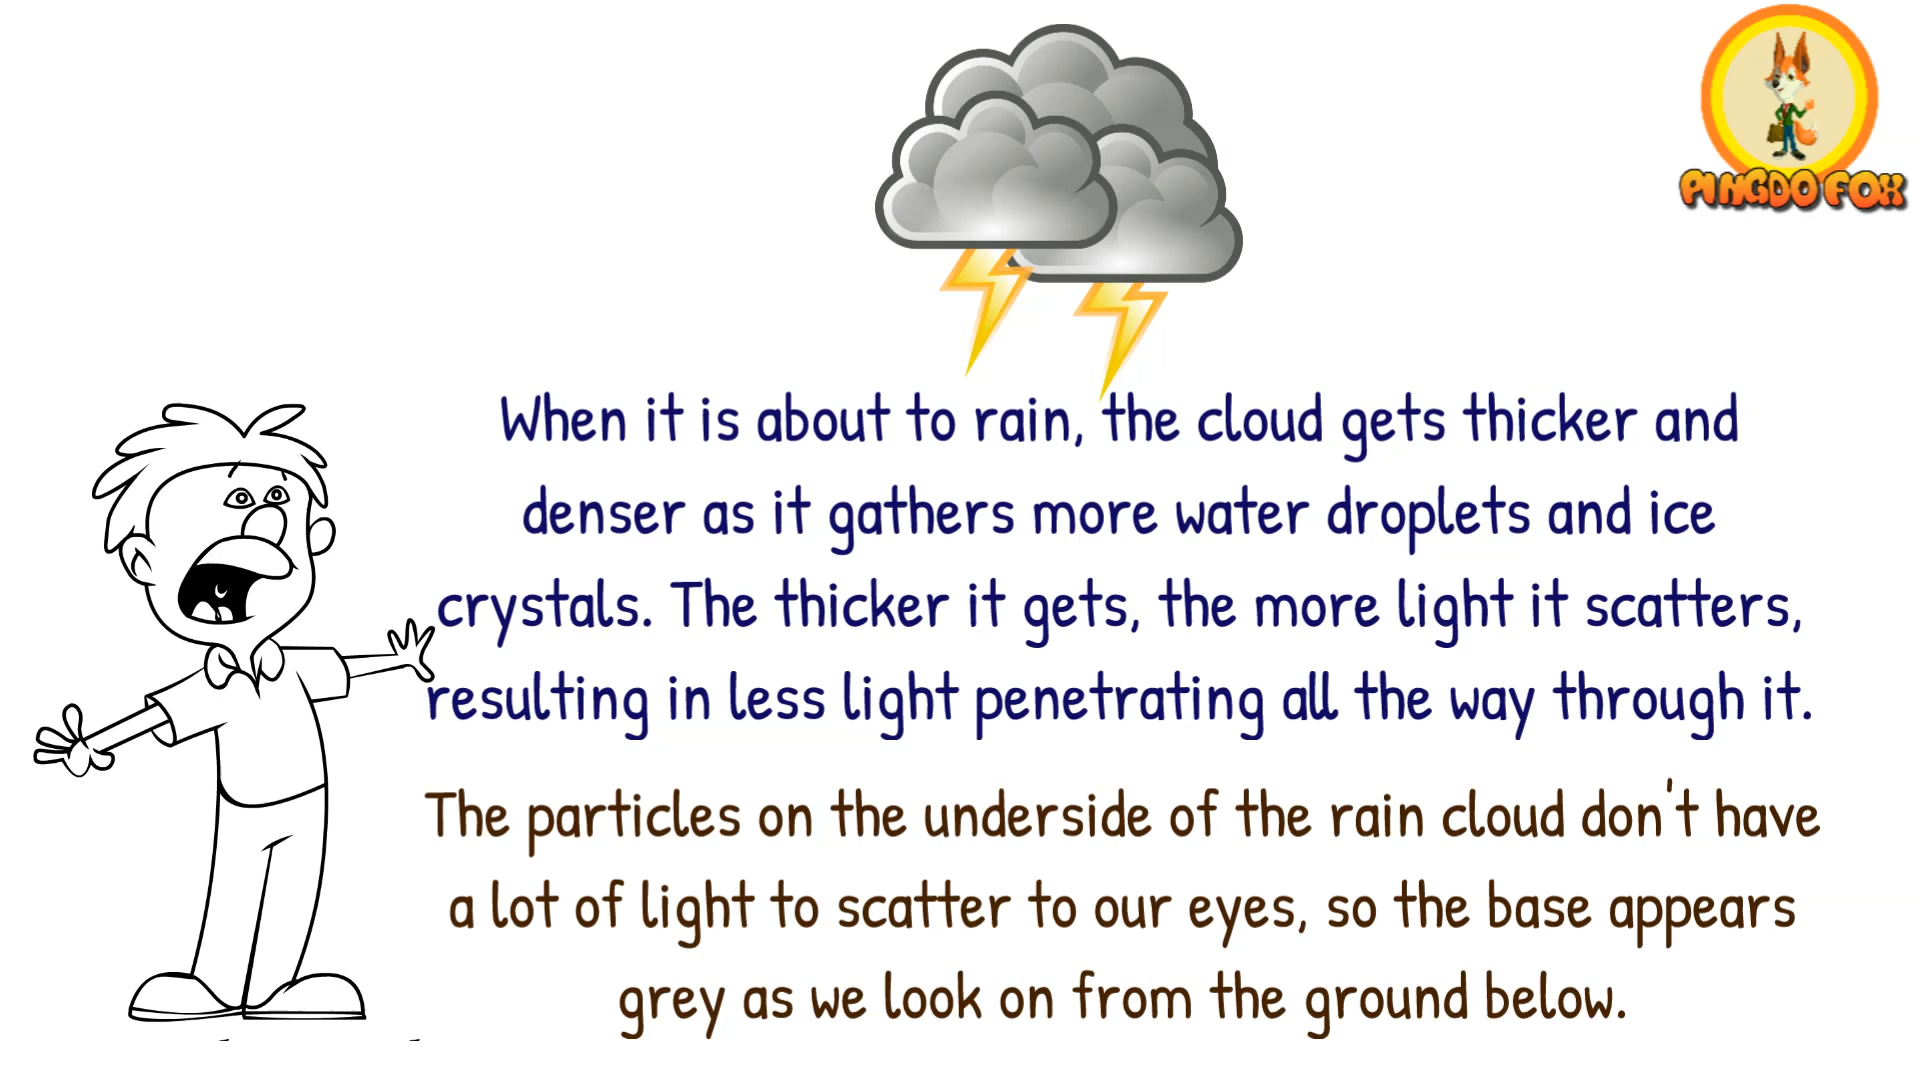 PINGDO FOX
When it is about to rain, the cloud gets thicker and
denser as it gathers more water droplets and ice
crystals. The thicker it gets, the more light it scatters,
resulting in less light penetrating all the way through it.
The particles on the underside of the rain cloud don't have
a lot of light to scatter to our eyes, so the base appears
grey as we look on from the ground below.